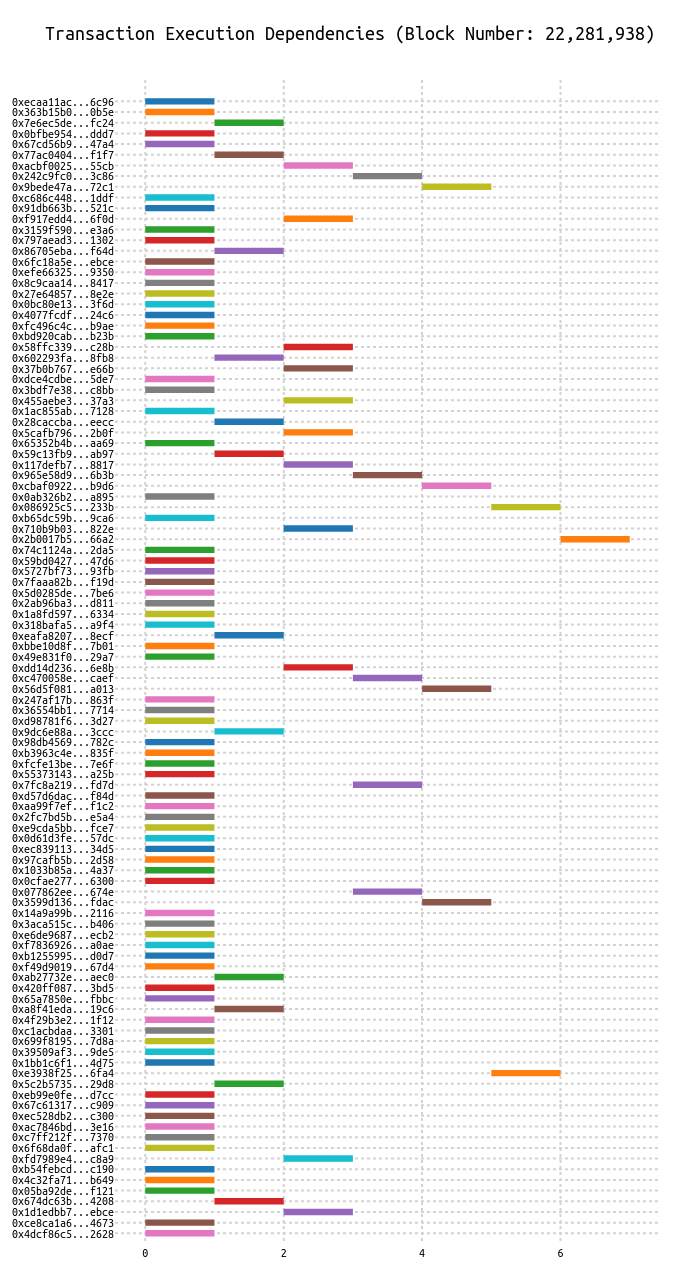 Transaction Execution Dependencies (Block Number: 22,281,938)
0xecaa11ac...6c96
0x363b15b0...0b5e
0x7e6ec5de...fc24
0x0bfbe954...ddd7
0x67cd56b9...47a4
0x77ac0404...f1f7
0xacbf0025...55cb
0x242c9fc0...3c86
0x9bede47a...72c1
0xc686c448...1ddf
0x91db663b...521c
0xf917edd4...6f0d
0x3159f590...e3a6
0x797aead3...1302
0x86705eba...f64d
0x6fc18a5e...ebce
0xefe66325...9350
0x8c9caa14...8417
0x27e64857...8e2e
0x0bc80e13...3f6d
0x4077fcdf...24c6
0xfc496c4c...b9ae
0xbd920cab...b23b
0x58ffc339...c28b
0x602293fa...8fb8
0x37b0b767...e66b
0xdce4cdbe...5de7
0x3bdf7e38...c8bb
0x455aebe3...37a3
0x1ac855ab...7128
0x28caccba...eecc
0x5cafb796...2b0f
0x65352b4b...aa69
0x59c13fb9...ab97
0x117defb7...8817
0x965e58d9...6b3b
0xcbaf0922...b9d6
0x0ab326b2...a895
0x086925c5...233b
0xb65dc59b...9ca6
0x710b9b03...822e
0x2b0017b5...66a2
0x74c1124a...2da5
0x59bd0427...47d6
0x5727bf73...93fb
0x7faaa82b...f19d
0x5d0285de...7be6
0x2ab96ba3...d811
0x1a8fd597...6334
0x318bafa5...a9f4
0xeafa8207...8ecf
0xbbe10d8f...7b01
0x49e831f0...29a7
0xdd14d236...6e8b
0xc470058e...caef
0x56d5f081...a013
0x247af17b...863f
0x36554bb1...7714
0xd98781f6...3d27
0x9dc6e88a...3ccc
0x98db4569...782c
0xb3963c4e...835f
0xfcfe13be...7e6f
0x55373143...a25b
0x7fc8a219...fd7d
0xd57d6dac...f84d
0xaa99f7ef...f1c2
0x2fc7bd5b...e5a4
0xe9cda5bb...fce7
0x0d61d3fe...57dc
0xec839113...34d5
0x97cafb5b...2d58
0x1033b85a...4a37
0x0cfae277...6300
0x077862ee...674e
0x3599d136...fdac
0x14a9a99b...2116
0x3aca515c...b406
0xe6de9687...ecb2
0xf7836926...a0ae
0xb1255995...d0d7
0xf49d9019...67d4
0xab27732e...aec0
0x420ff087...3bd5
0x65a7850e...fbbc
0xa8f41eda...19c6
0x4f29b3e2...1f12
0xc1acbdaa...3301
0x699f8195...7d8a
0x39509af3...9de5
0x1bb1c6f1...4d75
0xe3938f25...6fa4
0x5c2b5735...29d8
0xeb99e0fe...d7cc
0x67c61317...c909
0xec528db2...c300
0xac7846bd...3e16
0xc7ff212f...7370
0x6f68da0f...afc1
0xfd7989e4...c8a9
0xb54febcd...c190
0x4c32fa71...b649
0x05ba92de...f121
0x674dc63b...4208
0x1d1edbb7...ebce
0xce8ca1a6...4673
0x4dcf86c5...2628
0 2 4 6